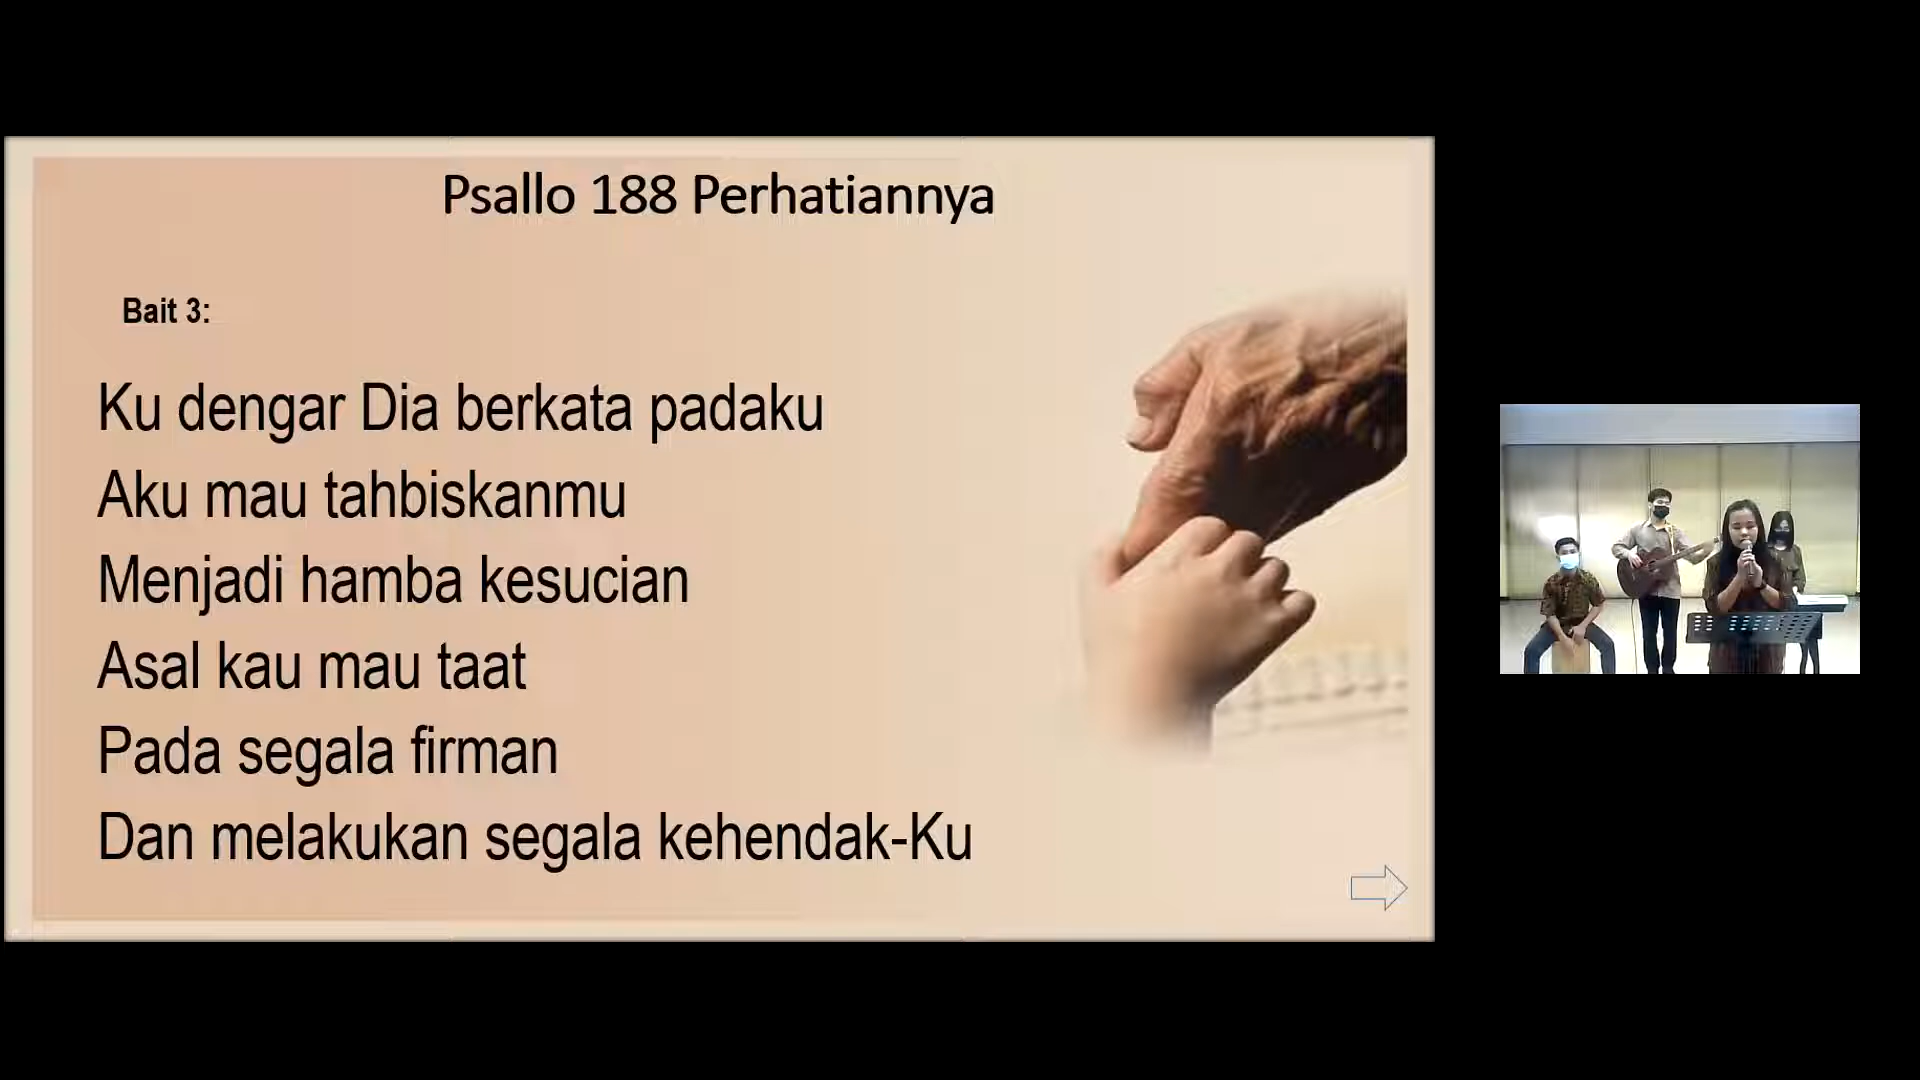 Psallo 188 Perhatiannya
Bait 3:
Ku dengar Dia berkata padaku
Aku mau tahbiskanmu
Menjadi hamba kesucian
Asal kau mau taat
Pada segala firman
Dan melakukan segala kehendak-Ku